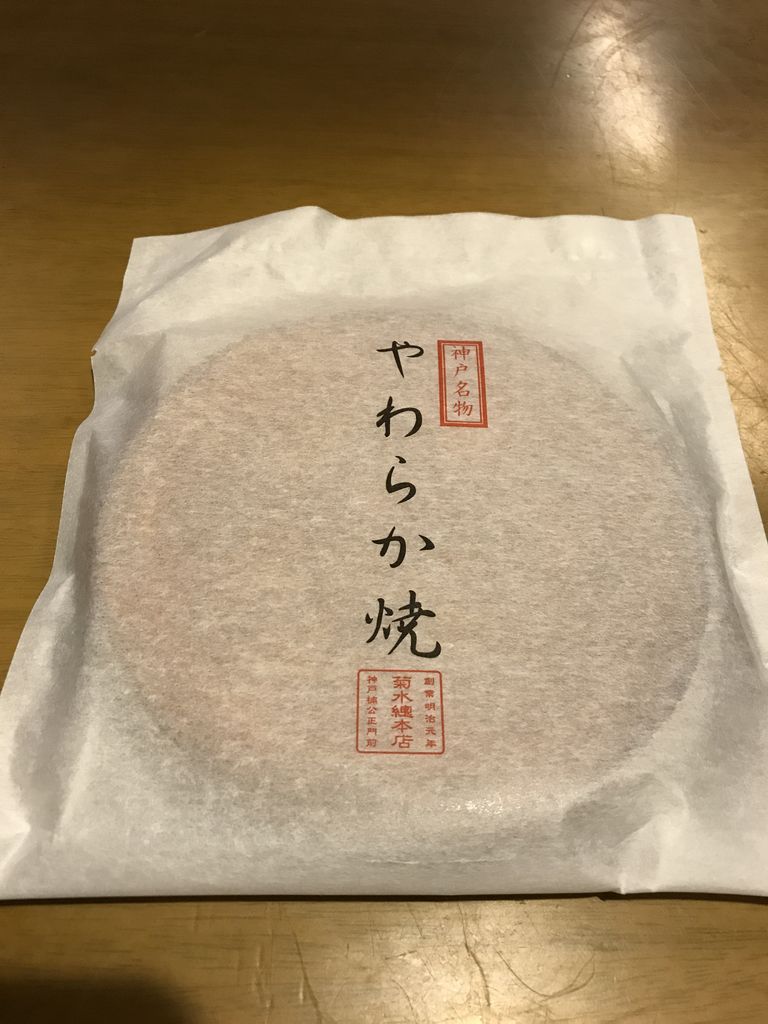 神戸名物
やわらか焼
創業明治元年
菊水總本店
神戸楠公正門前